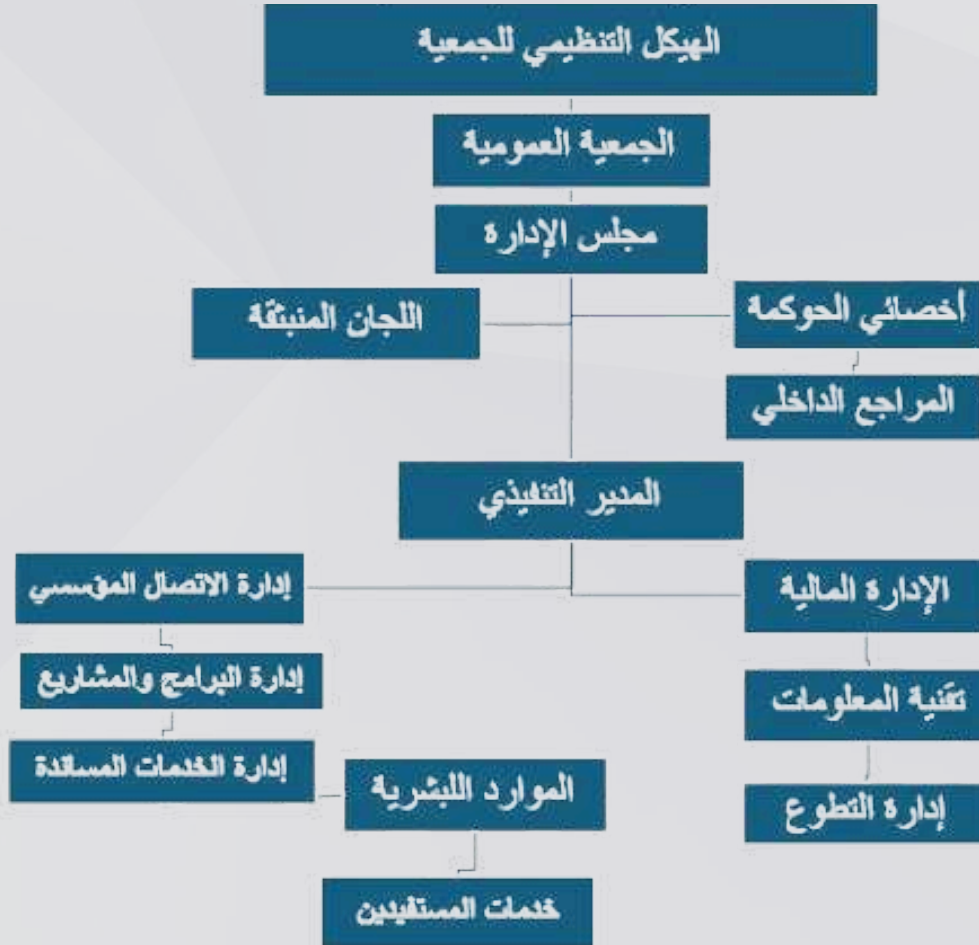 الهيكل التنظيمي للجمعية
الجمعية العمومية
مجلس الإدارة
أخصائي الحوكمة
اللجان المنبثقة
المراجع الداخلي
المدير التنفيذي
الإدارة المالية
إدارة الاتصال المؤسسي
إدارة البرامج والمشاريع
تقنية المعلومات
إدارة الخدمات المساندة
الموارد اللبشرية
إدارة التطوع
خدمات المستفيدين